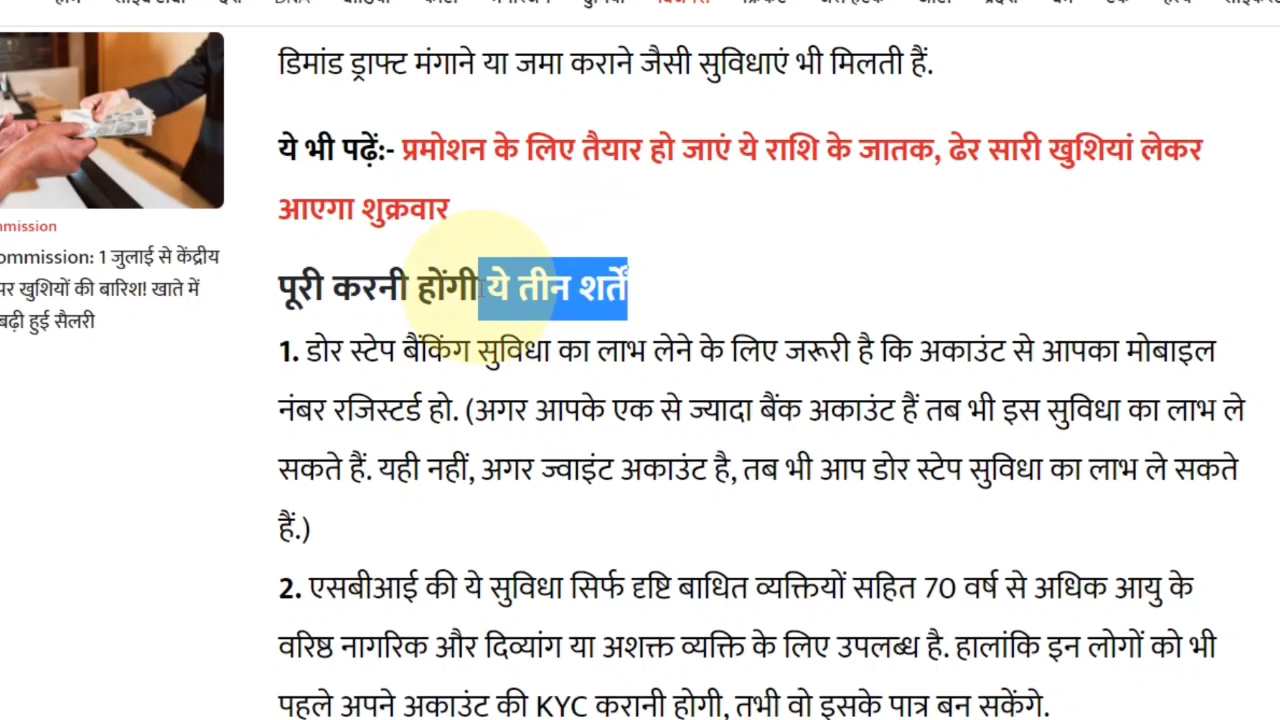 डिमांड ड्राफ्ट मंगाने या जमा कराने जैसी सुविधाएं भी मिलती हैं.
ये भी पढ़ें:- प्रमोशन के लिए तैयार हो जाएं ये राशि के जातक, ढेर सारी खुशियां लेकर
आएगा शुक्रवार
पूरी करनी होंगी ये तीन शर्तें
1. डोर स्टेप बैंकिंग सुविधा का लाभ लेने के लिए जरूरी है कि अकाउंट से आपका मोबाइल
नंबर रजिस्टर्ड हो. (अगर आपके एक से ज्यादा बैंक अकाउंट हैं तब भी इस सुविधा का लाभ ले
सकते हैं. यही नहीं, अगर ज्वाइंट अकाउंट है, तब भी आप डोर स्टेप सुविधा का लाभ ले सकते
हैं.)
2. एसबीआई की ये सुविधा सिर्फ दृष्टि बाधित व्यक्तियों सहित 70 वर्ष से अधिक आयु के
वरिष्ठ नागरिक और दिव्यांग या अशक्त व्यक्ति के लिए उपलब्ध है. हालांकि इन लोगों को भी
पहले अपने अकाउंट की KYC करानी होगी, तभी वो इसके पात्र बन सकेंगे.
mmission
ommission: 1 जुलाई से केंद्रीय
पर खुशियों की बारिश! खाते में
बढ़ी हुई सैलरी